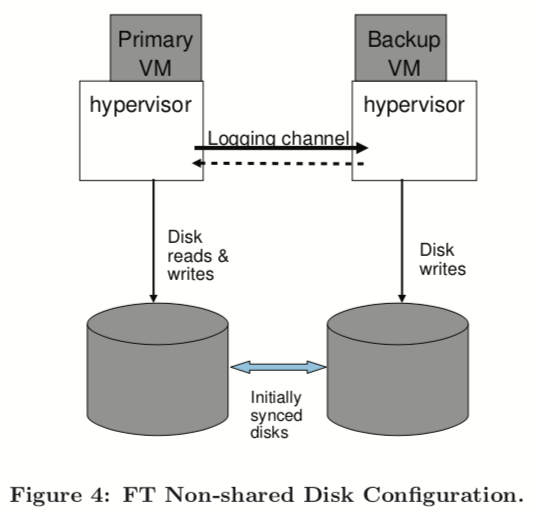 Primary
VM
Backup
VM
hypervisor
hypervisor
Logging channel
Disk
reads &
writes
Disk
writes
Initially
synced
disks
Figure 4: FT Non-shared Disk Configuration.